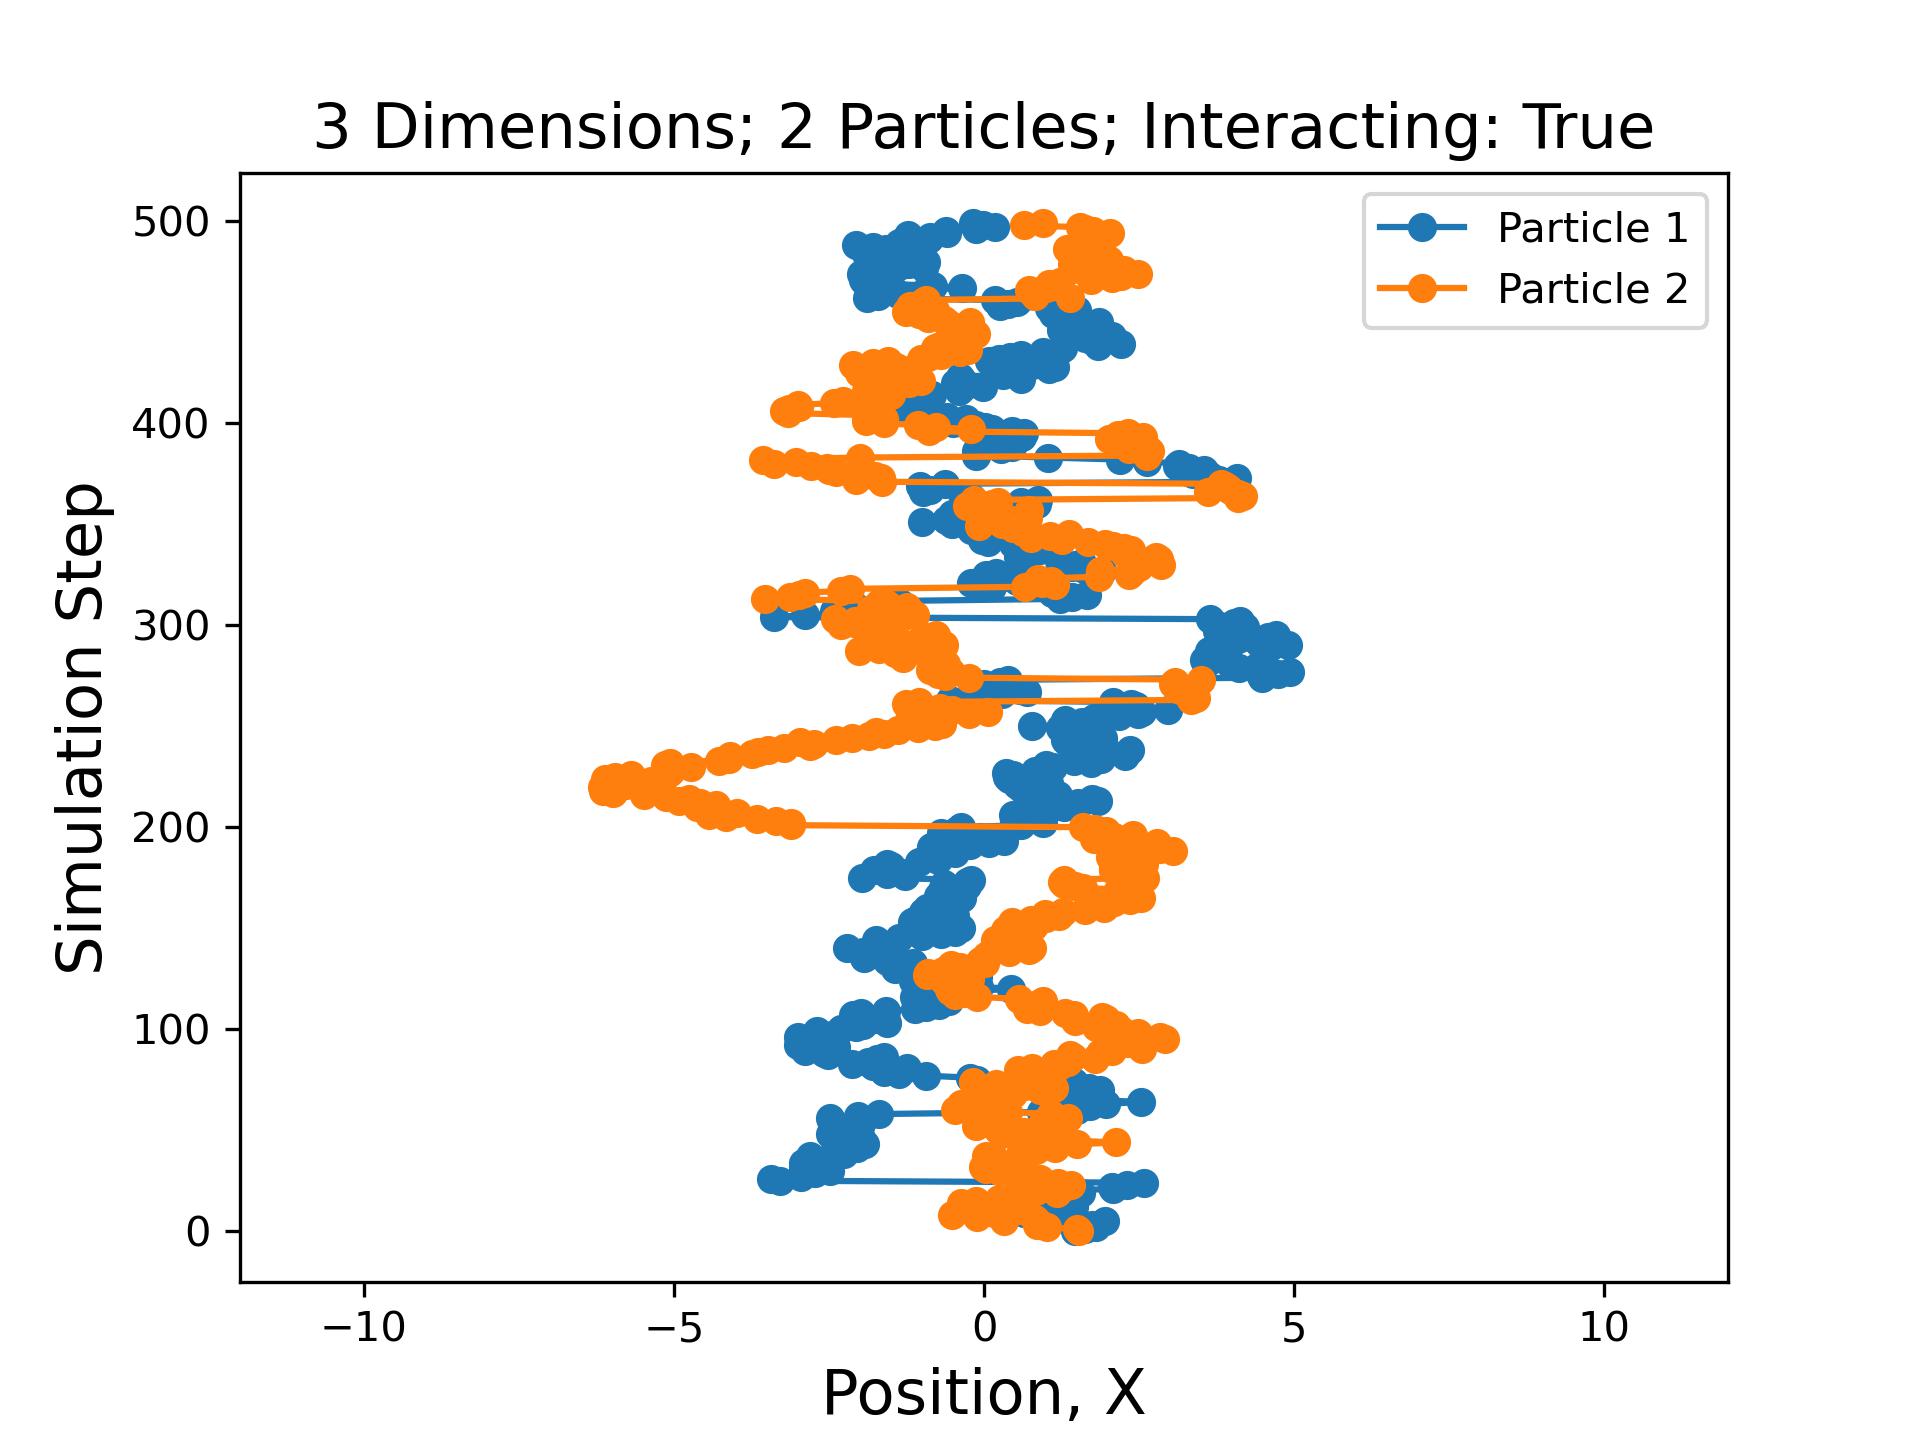 3 Dimensions; 2 Particles; Interacting: True
Particle 1
Particle 2
500
400
300
200
100
0
Simulation Step
−10
−5
0
5
10
Position, X